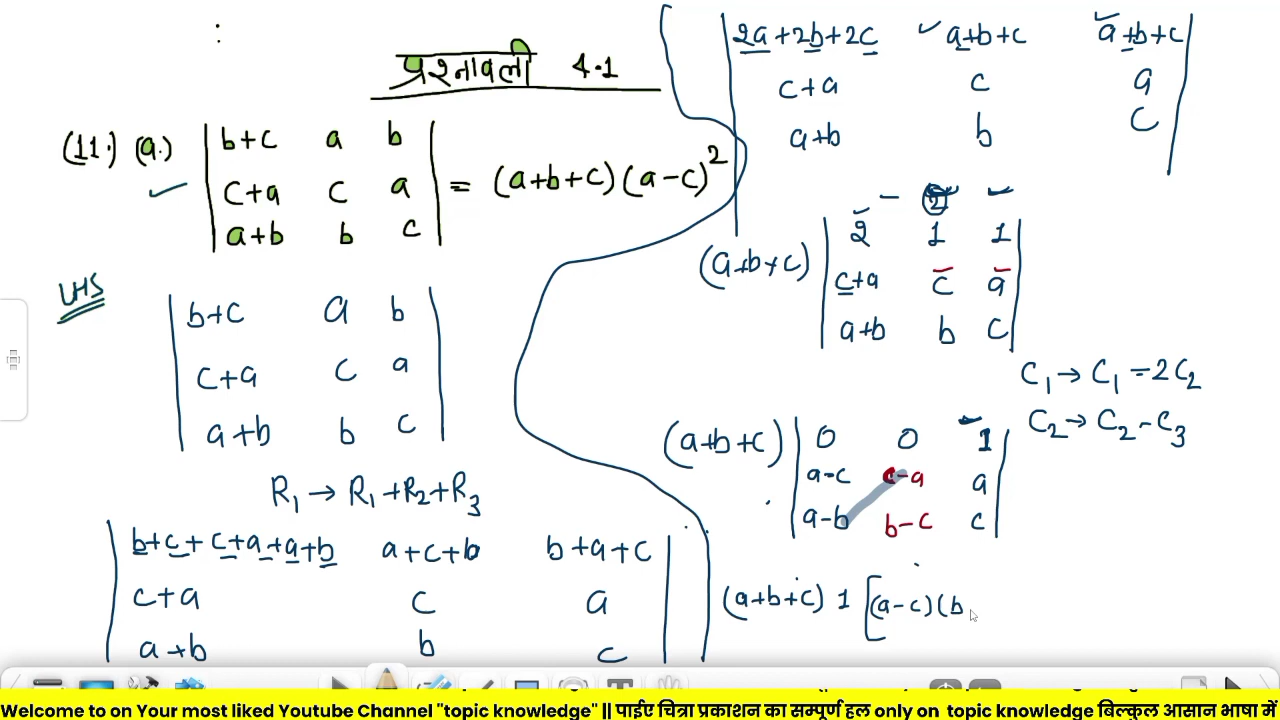 प्रश्नावली 4.1
(11.) (a.) | b+c a b |
| c+a c a | = (a+b+c)(a-c)²
| a+b b c |
LHS
| b+c a b |
| c+a c a |
| a+b b c |
R₁ → R₁+R₂+R₃
| b+c+c+a+a+b a+c+b b+a+c |
| c+a c a |
| a+b b c |
| 2a+2b+2c a+b+c a+b+c |
| c+a c a |
| a+b b c |
2
(a+b+c) | 2 1 1 |
| c+a c a |
| a+b b c |
C₁ → C₁ = 2C₂
C₂ → C₂-C₃
(a+b+c) | 0 0 1 |
| a-c c-a a |
| a-b b-c c |
(a+b+c) 1 [(a-c)(b
Welcome to on Your most liked Youtube Channel "topic knowledge" || पाईए चित्रा प्रकाशन का सम्पूर्ण हल only on topic knowledge बिल्कुल आसान भाषा में